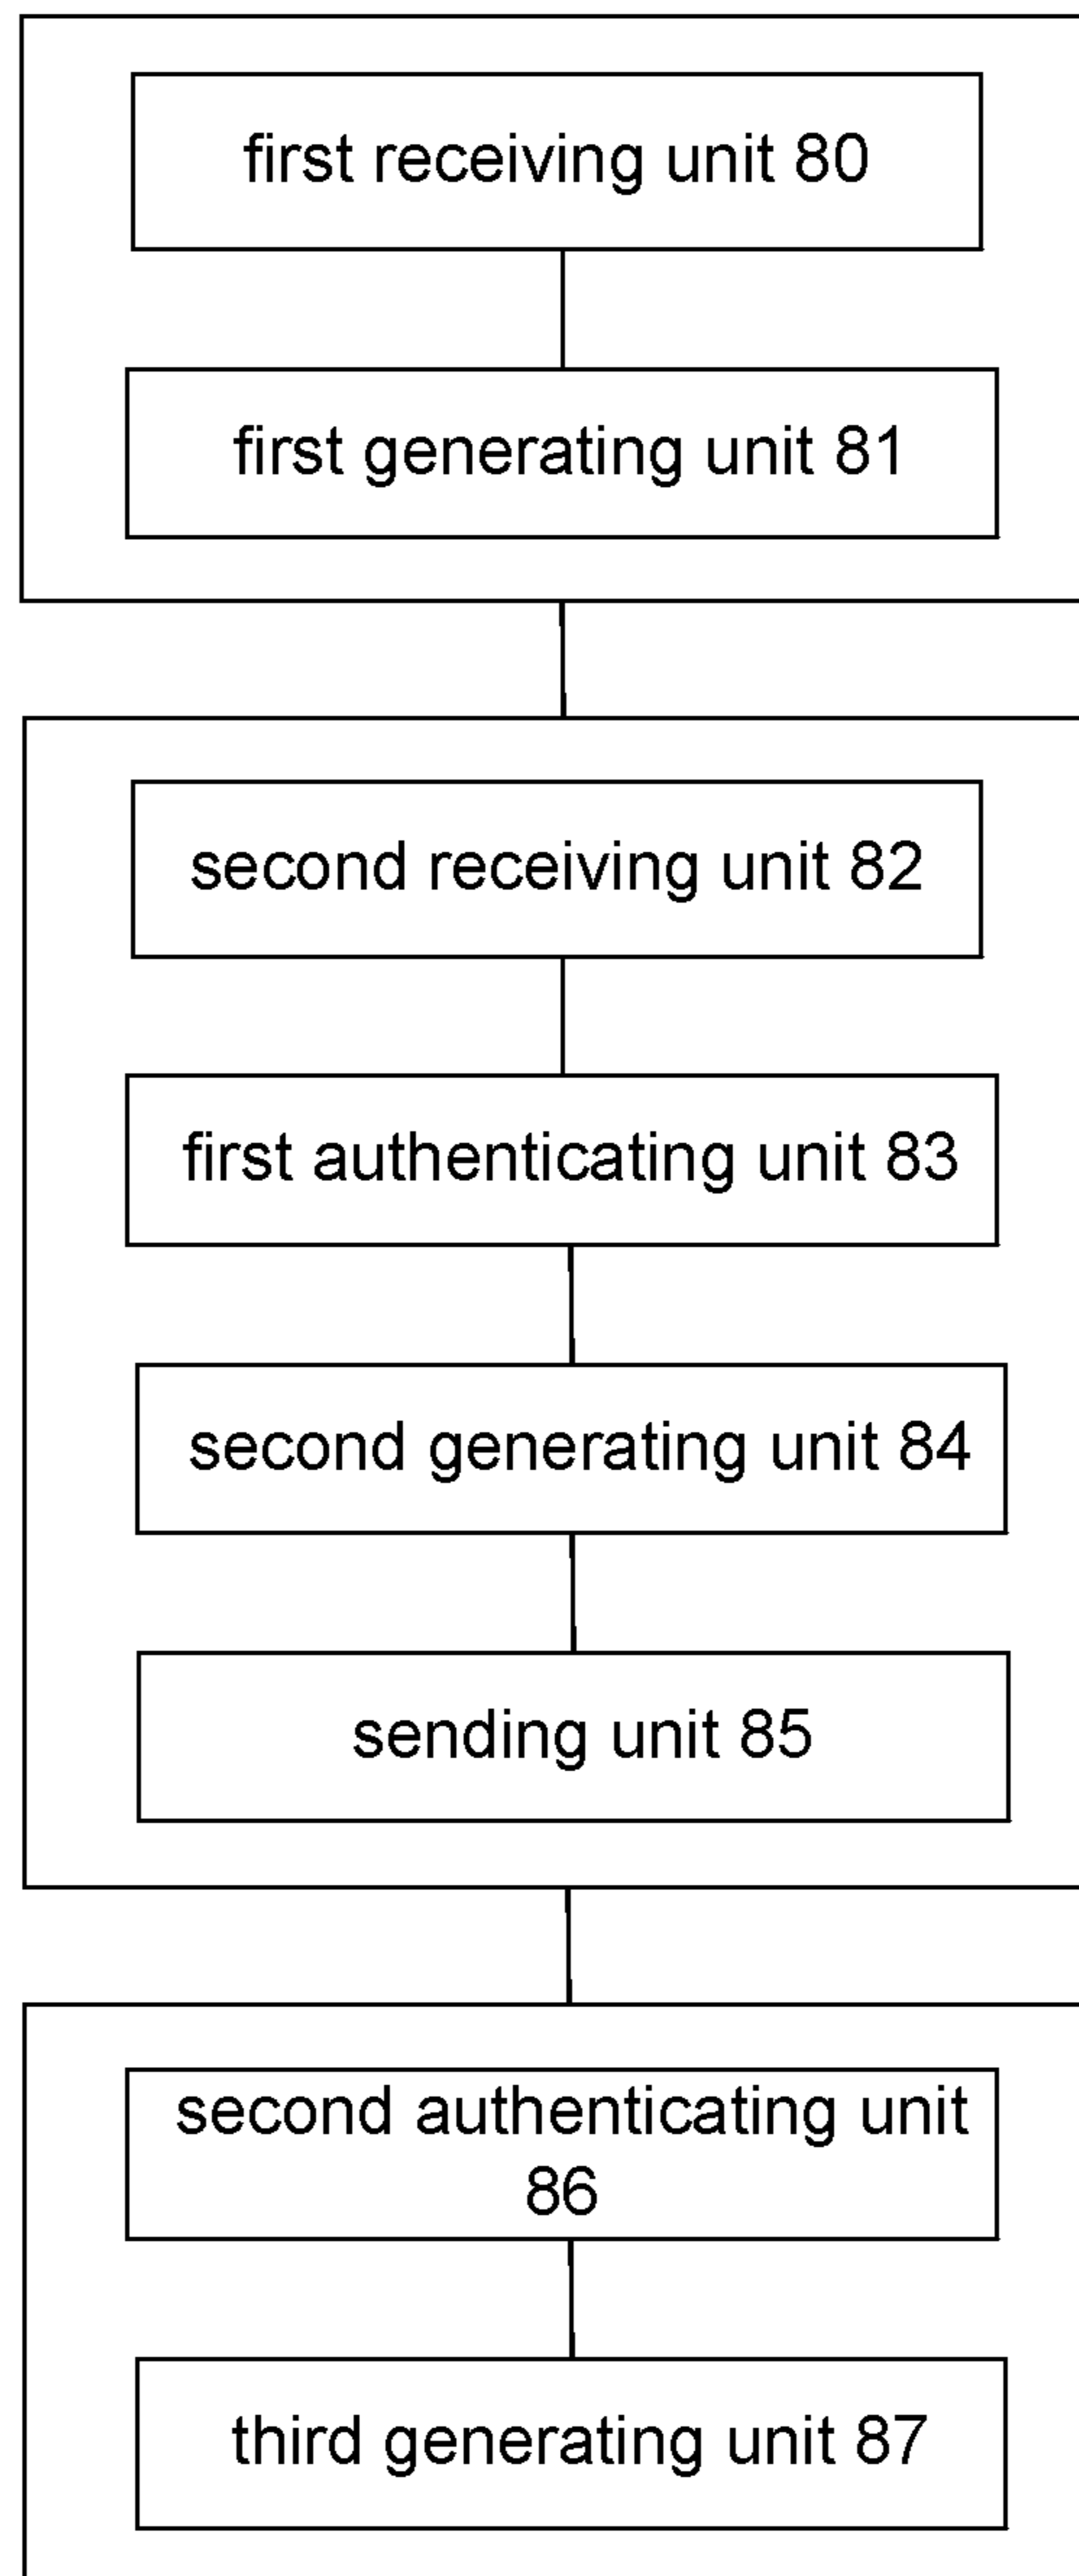 first receiving unit 80
first generating unit 81
second receiving unit 82
first authenticating unit 83
second generating unit 84
sending unit 85
second authenticating unit
86
third generating unit 87